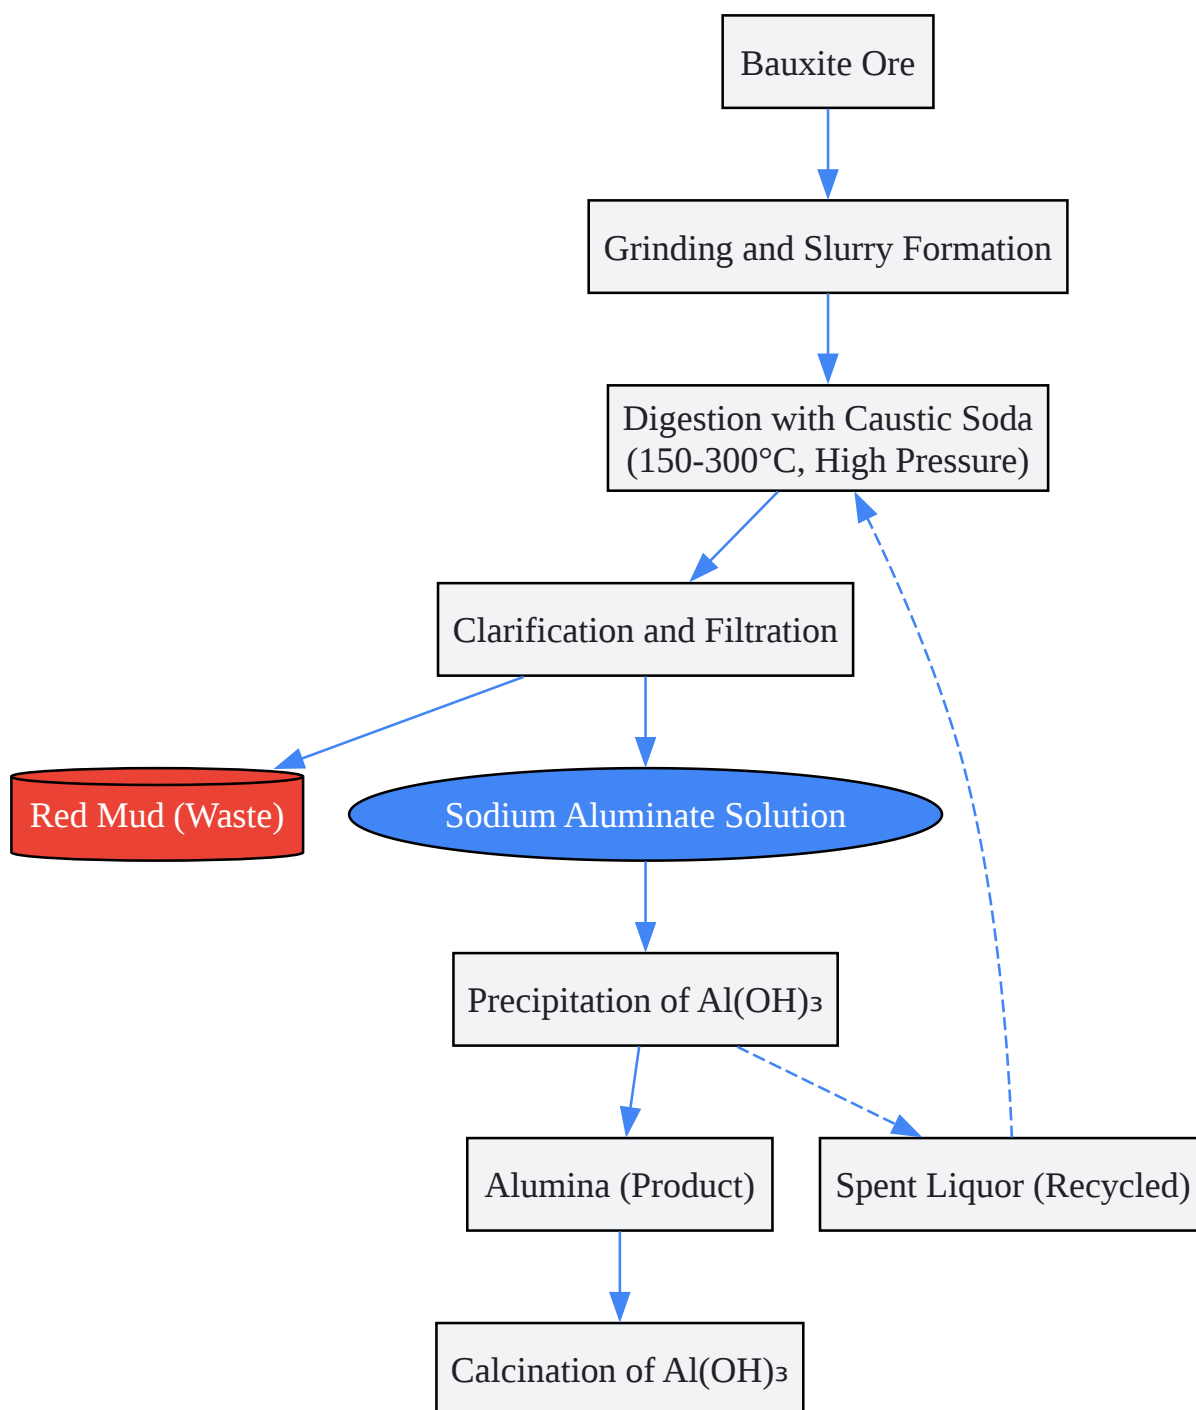 Bauxite Ore
Grinding and Slurry Formation
Digestion with Caustic Soda
(150-300°C, High Pressure)
Clarification and Filtration
Red Mud (Waste)
Sodium Aluminate Solution
Precipitation of Al(OH)₃
Alumina (Product)
Spent Liquor (Recycled)
Calcination of Al(OH)₃